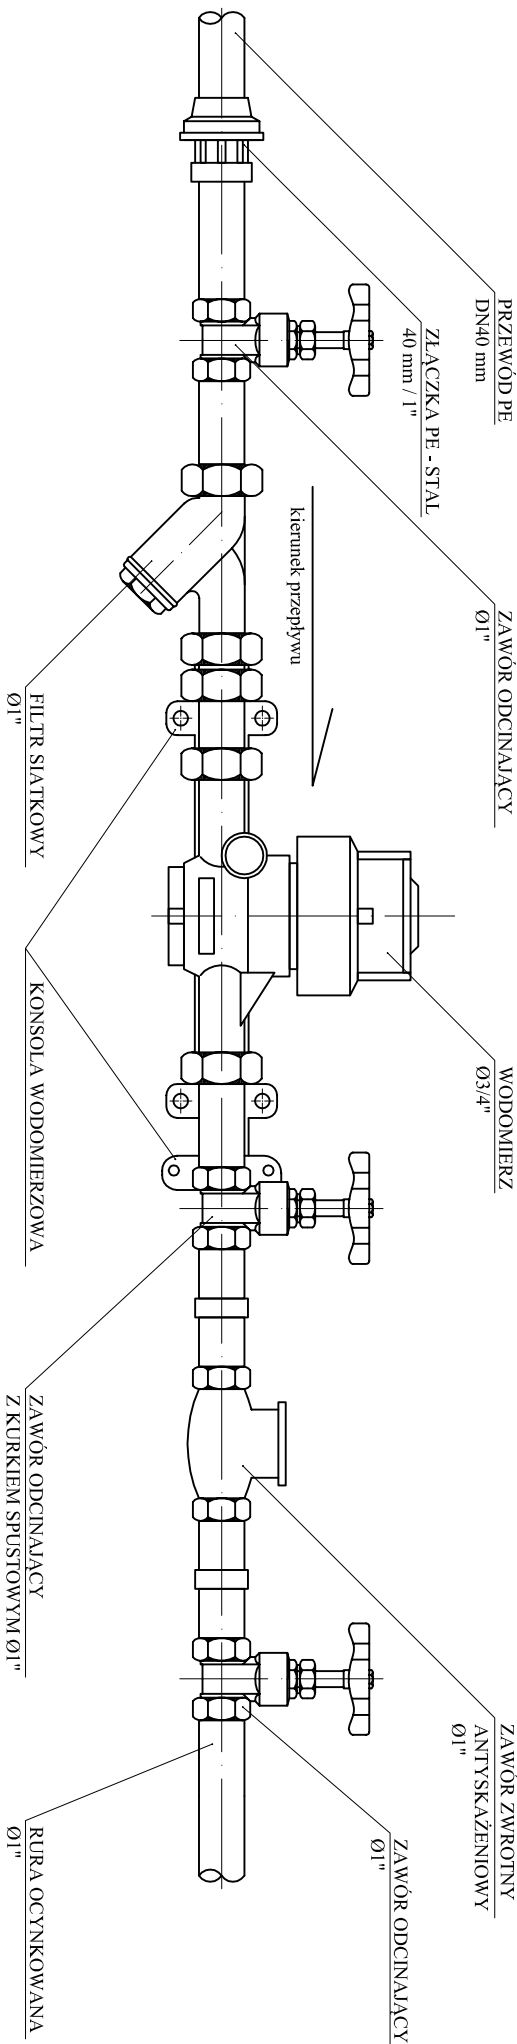 PRZEWÓD PE
DN40 mm
ZŁĄCZKA PE - STAL
40 mm / 1"
ZAWÓR ODCINAJĄCY
Ø1"
kierunek przepływu
FILTR SIATKOWY
Ø1"
WODOMIERZ
Ø3/4"
KONSOLA WODOMIERZOWA
ZAWÓR ODCINAJĄCY
Z KURKIEM SPUSTOWYM Ø1"
ZAWÓR ZWROTNY
ANTYSKAŻENIOWY
Ø1"
ZAWÓR ODCINAJĄCY
Ø1"
RURA OCYNKOWANA
Ø1"